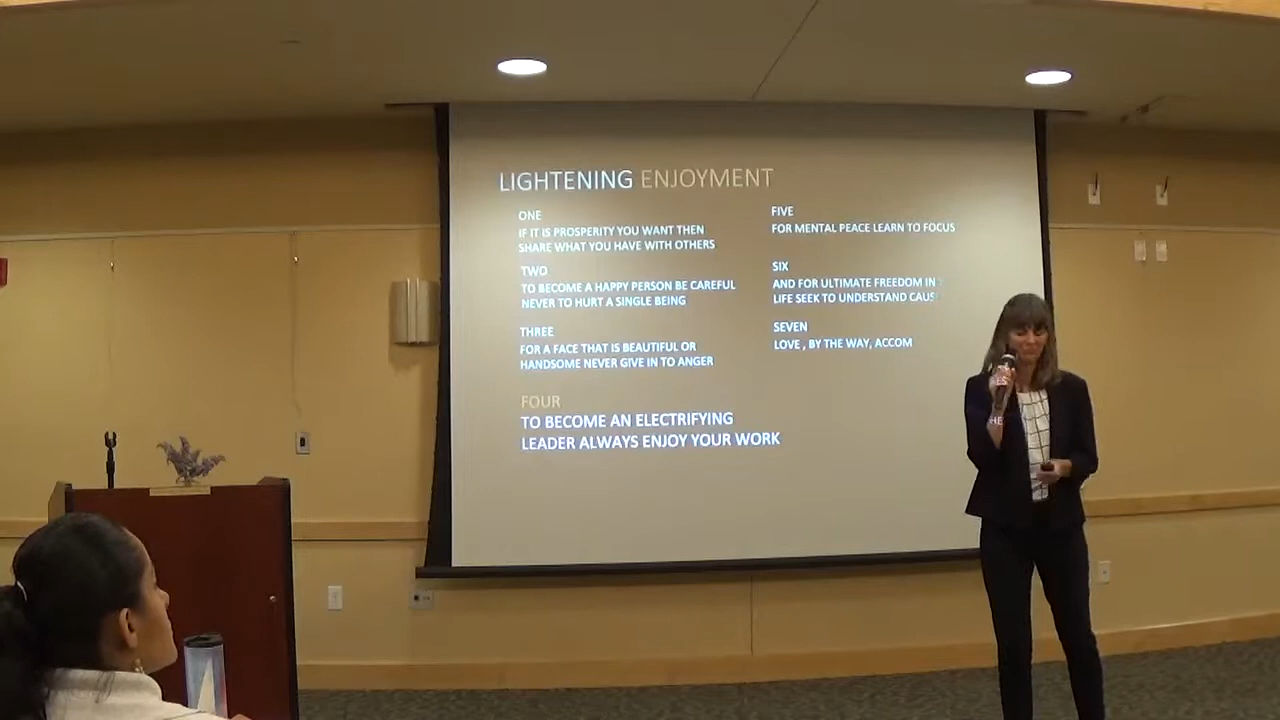 LIGHTENING ENJOYMENT
ONE
IF IT IS PROSPERITY YOU WANT THEN
SHARE WHAT YOU HAVE WITH OTHERS
TWO
TO BECOME A HAPPY PERSON BE CAREFUL
NEVER TO HURT A SINGLE BEING
THREE
FOR A FACE THAT IS BEAUTIFUL OR
HANDSOME NEVER GIVE IN TO ANGER
FOUR
TO BECOME AN ELECTRIFYING
LEADER ALWAYS ENJOY YOUR WORK
FIVE
FOR MENTAL PEACE LEARN TO FOCUS
SIX
AND FOR ULTIMATE FREEDOM IN
LIFE SEEK TO UNDERSTAND
SEVEN
LOVE , BY THE WAY,